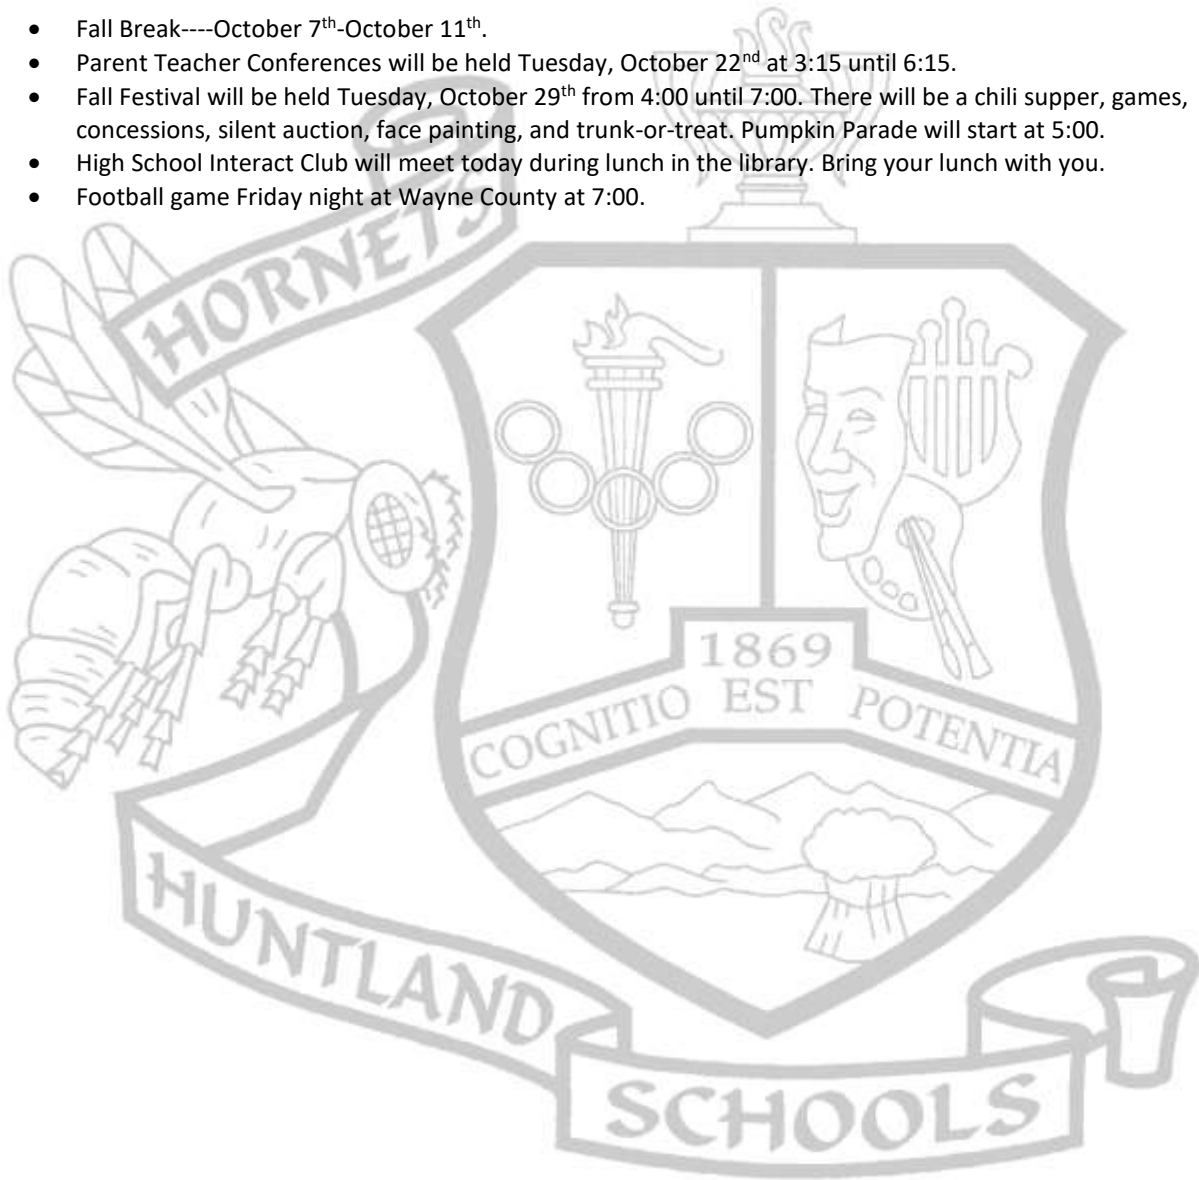 • Fall Break----October 7th-October 11th.
• Parent Teacher Conferences will be held Tuesday, October 22nd at 3:15 until 6:15.
• Fall Festival will be held Tuesday, October 29th from 4:00 until 7:00. There will be a chili supper, games,
concessions, silent auction, face painting, and trunk-or-treat. Pumpkin Parade will start at 5:00.
• High School Interact Club will meet today during lunch in the library. Bring your lunch with you.
• Football game Friday night at Wayne County at 7:00.
HORNETS
1869
COGNITIO EST POTENTIA
HUNTLAND
SCHOOLS